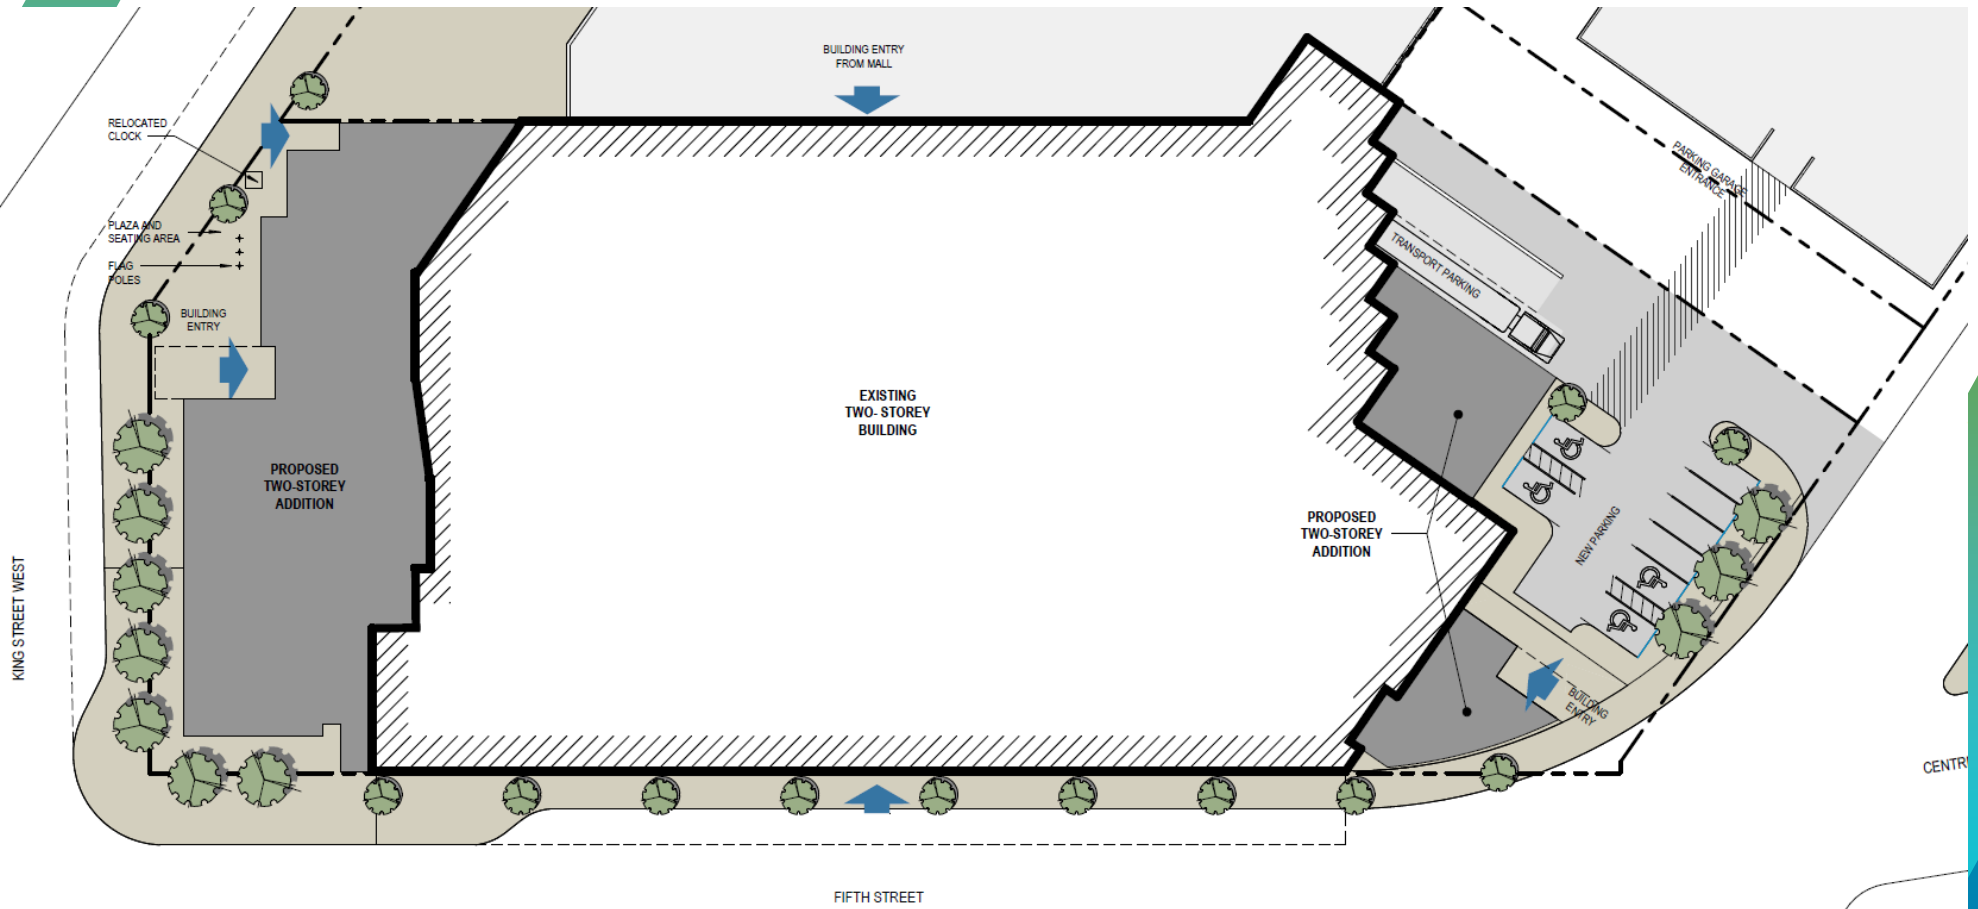 BUILDING ENTRY
FROM MALL
RELOCATED
CLOCK
PARKING GARAGE
ENTRANCE
PLAZA AND
SEATING AREA
FLAG
POLES
TRANSPORT PARKING
BUILDING
ENTRY
EXISTING
TWO- STOREY
BUILDING
PROPOSED
TWO-STOREY
ADDITION
PROPOSED
TWO-STOREY
ADDITION
NEW PARKING
KING STREET WEST
BUILDING
ENTRY
FIFTH STREET